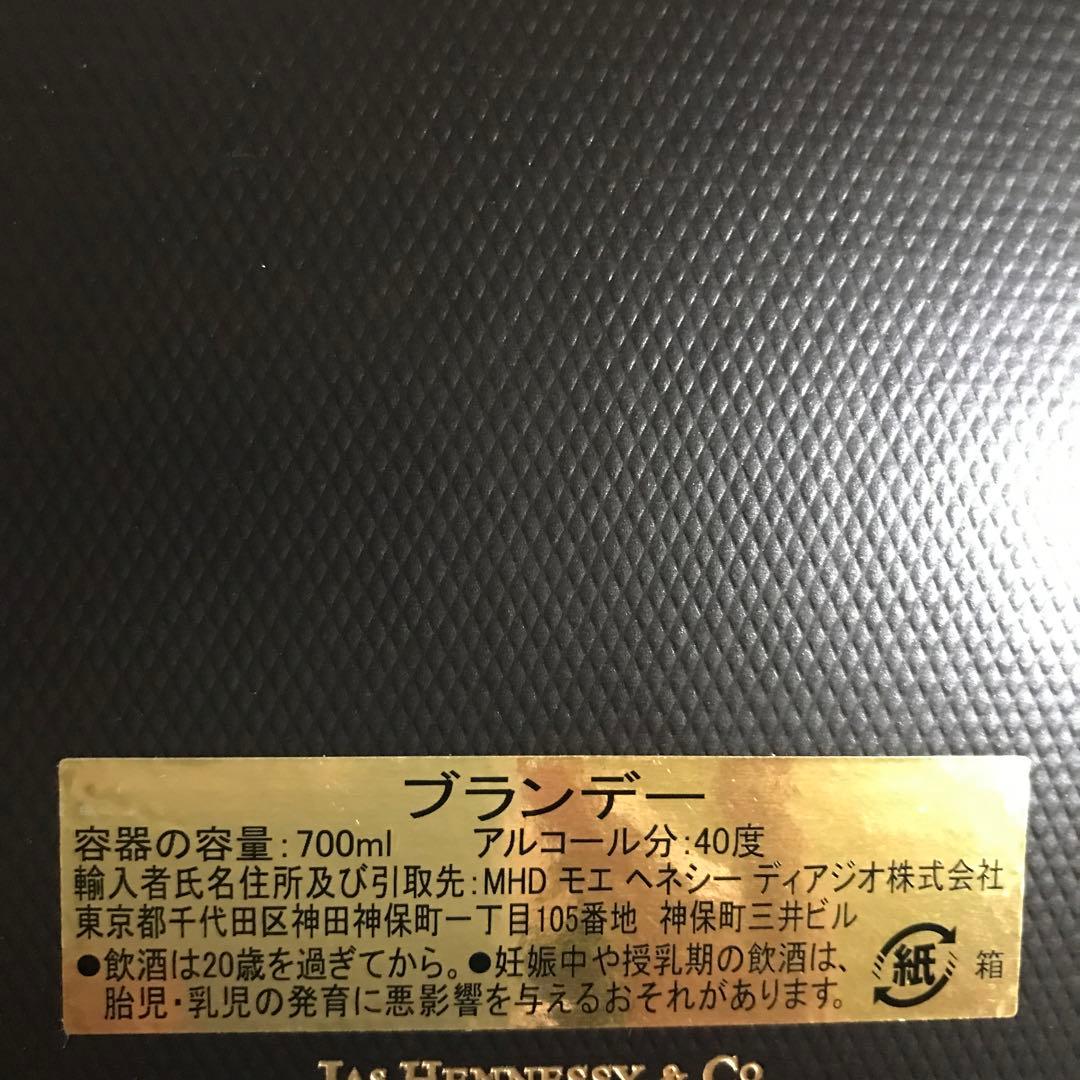 ブランデー
容器の容量:700ml アルコール分:40度
輸入者氏名住所及び引取先:MHD モエ ヘネシー ディアジオ株式会社
東京都千代田区神田神保町一丁目105番地 神保町三井ビル
●飲酒は20歳を過ぎてから。●妊娠中や授乳期の飲酒は、
胎児・乳児の発育に悪影響を与えるおそれがあります。
紙 箱
JAS HENNESSY & CO